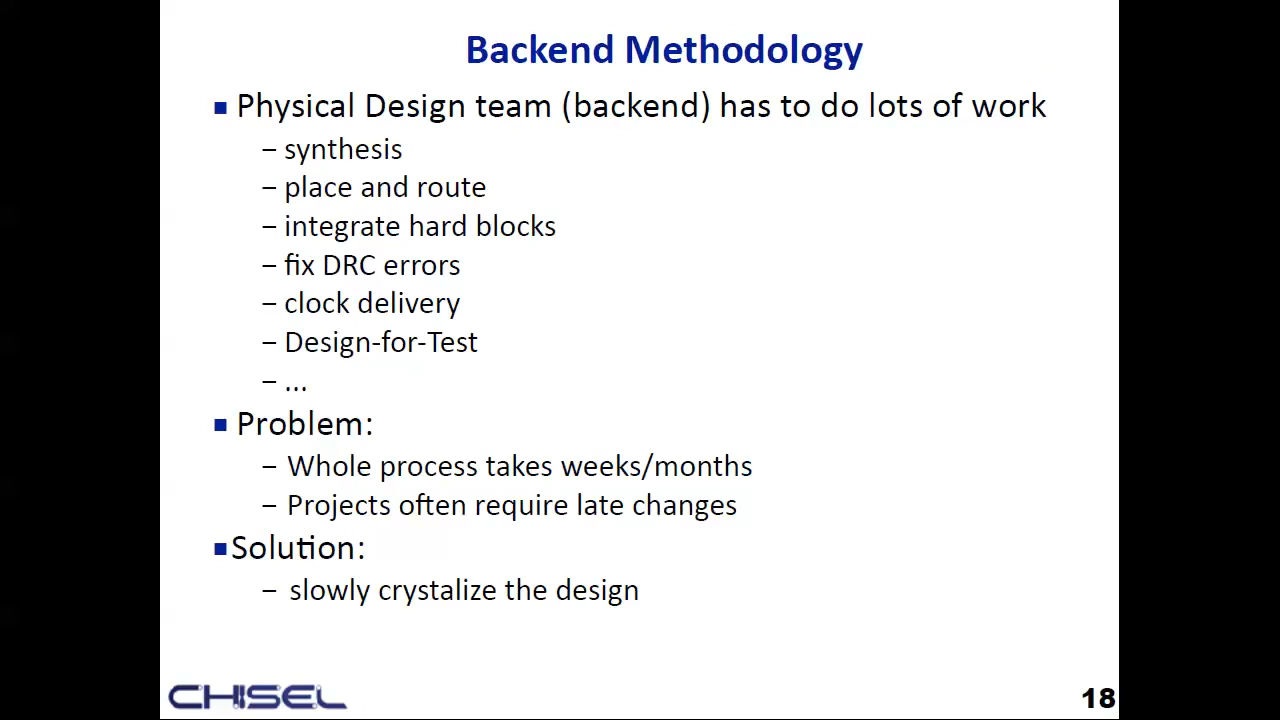 Backend Methodology
▪ Physical Design team (backend) has to do lots of work
– synthesis
– place and route
– integrate hard blocks
– fix DRC errors
– clock delivery
– Design-for-Test
– ...
▪ Problem:
– Whole process takes weeks/months
– Projects often require late changes
▪ Solution:
– slowly crystalize the design
CHISEL
18